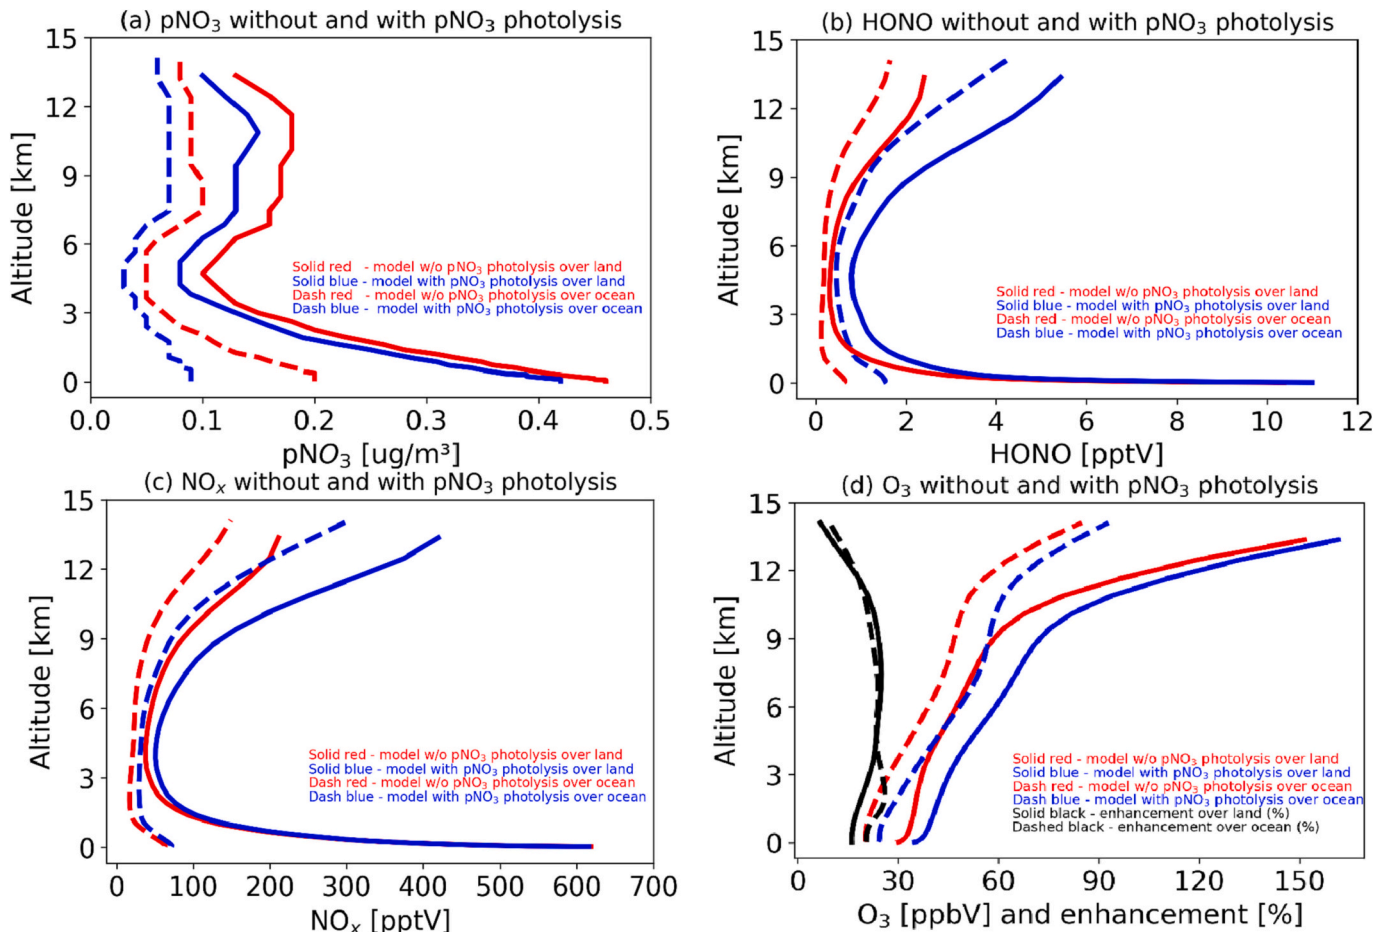 (a) pNO₃ without and with pNO₃ photolysis
15
12
9
6
3
0
Altitude [km]
Solid red - model w/o pNO₃ photolysis over land
Solid blue - model with pNO₃ photolysis over land
Dash red - model w/o pNO₃ photolysis over ocean
Dash blue - model with pNO₃ photolysis over ocean
0.0 0.1 0.2 0.3 0.4 0.5
pNO₃ [ug/m³]
(b) HONO without and with pNO₃ photolysis
15
12
9
6
3
0
Altitude [km]
Solid red - model w/o pNO₃ photolysis over land
Solid blue - model with pNO₃ photolysis over land
Dash red - model w/o pNO₃ photolysis over ocean
Dash blue - model with pNO₃ photolysis over ocean
0 2 4 6 8 10 12
HONO [pptV]
(c) NOₓ without and with pNO₃ photolysis
15
12
9
6
3
0
Altitude [km]
Solid red - model w/o pNO₃ photolysis over land
Solid blue - model with pNO₃ photolysis over land
Dash red - model w/o pNO₃ photolysis over ocean
Dash blue - model with pNO₃ photolysis over ocean
0 100 200 300 400 500 600 700
NOₓ [pptV]
(d) O₃ without and with pNO₃ photolysis
15
12
9
6
3
0
Altitude [km]
Solid red - model w/o pNO₃ photolysis over land
Solid blue - model with pNO₃ photolysis over land
Dash red - model w/o pNO₃ photolysis over ocean
Dash blue - model with pNO₃ photolysis over ocean
Solid black - enhancement over land (%)
Dashed black - enhancement over ocean (%)
0 30 60 90 120 150
O₃ [ppbV] and enhancement [%]